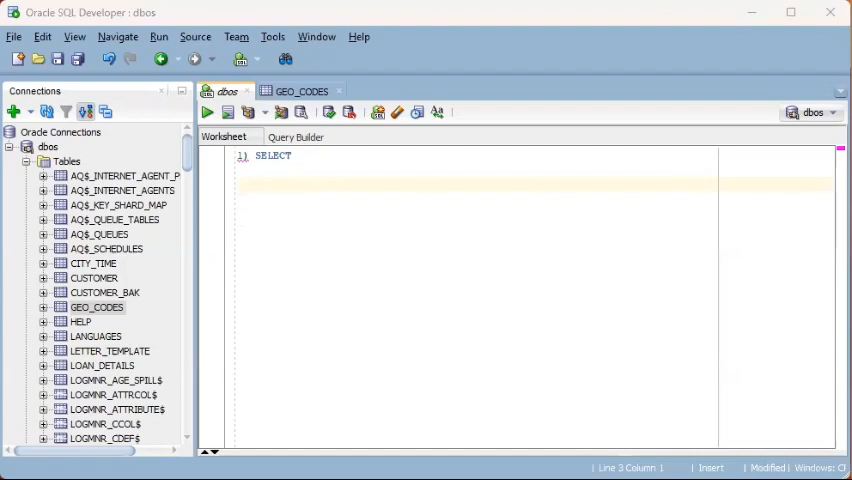 Oracle SQL Developer : dbos
File Edit View Navigate Run Source Team Tools Window Help
Connections
dbos
GEO_CODES
dbos
Worksheet
Query Builder
Oracle Connections
dbos
Tables
AQ$_INTERNET_AGENT_P
AQ$_INTERNET_AGENTS
AQ$_KEY_SHARD_MAP
AQ$_QUEUE_TABLES
AQ$_QUEUES
AQ$_SCHEDULES
CITY_TIME
CUSTOMER
CUSTOMER_BAK
GEO_CODES
HELP
LANGUAGES
LETTER_TEMPLATE
LOAN_DETAILS
LOGMNR_AGE_SPILL$
LOGMNR_ATTRCOL$
LOGMNR_ATTRIBUTE$
LOGMNR_CCOL$
LOGMNR_CDEF$
1) SELECT
Line 3 Column 1 Insert Modified Windows: Cl